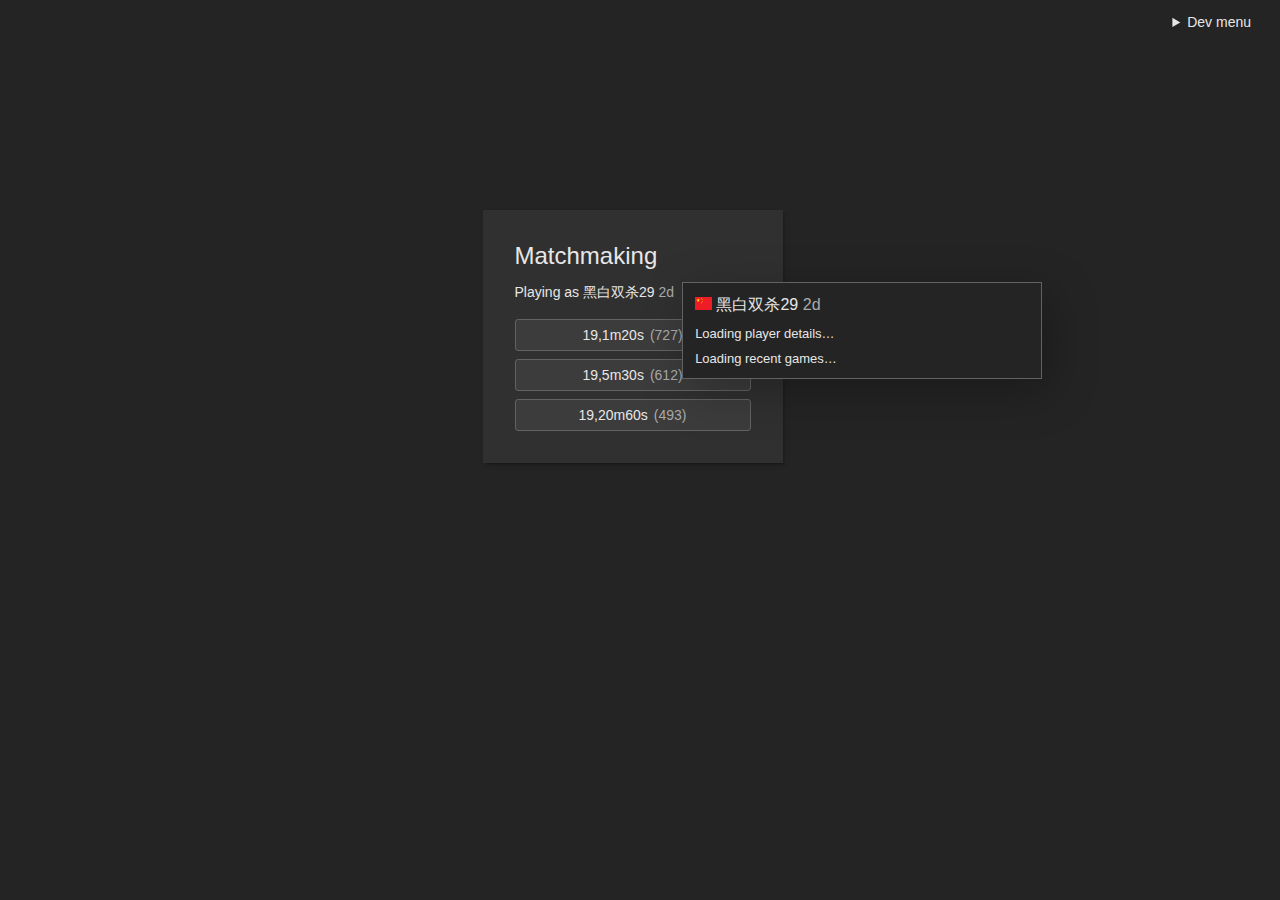 Dev menu
Matchmaking
Playing as 黑白双杀29 2d
19,1m20s (727)
19,5m30s (612)
19,20m60s (493)
黑白双杀29 2d
Loading player details…
Loading recent games…